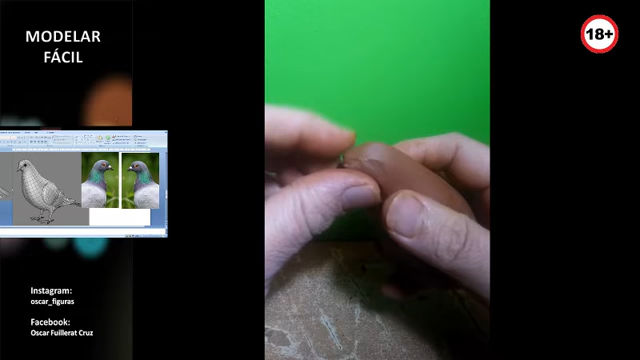 MODELAR
FÁCIL
18+
Instagram:
oscar_figuras
Facebook:
Oscar Fuillerat Cruz